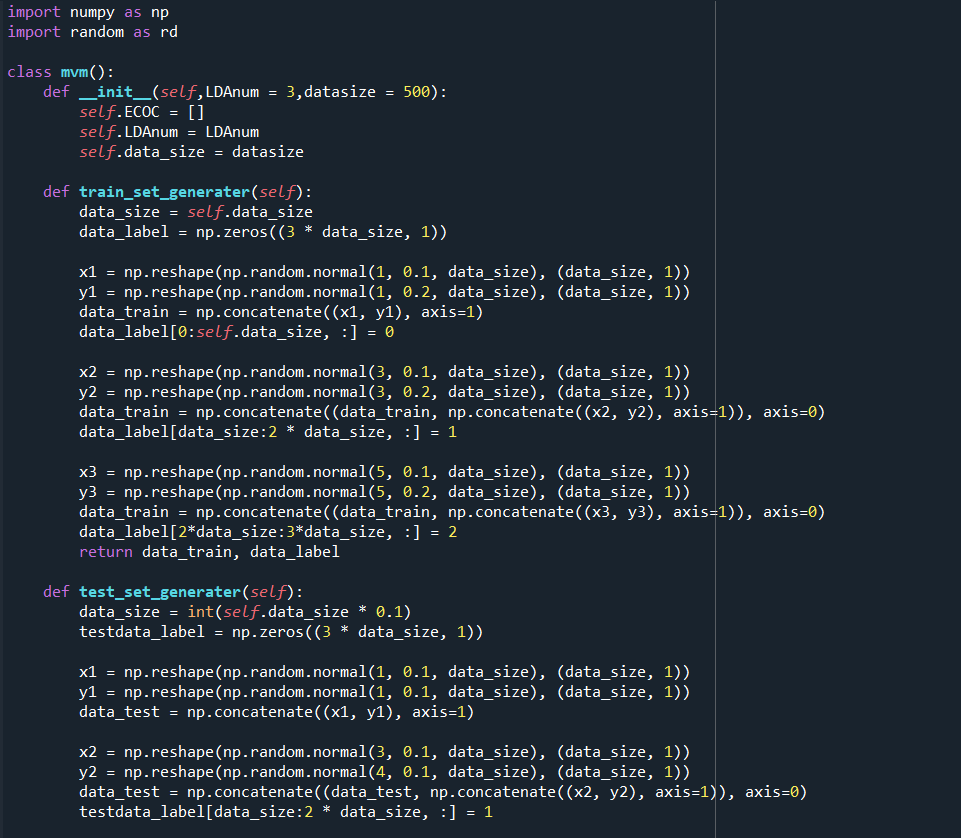 import numpy as np
import random as rd

class mvm():
    def __init__(self,LDAnum = 3,datasize = 500):
        self.ECOC = []
        self.LDAnum = LDAnum
        self.data_size = datasize

    def train_set_generater(self):
        data_size = self.data_size
        data_label = np.zeros((3 * data_size, 1))

        x1 = np.reshape(np.random.normal(1, 0.1, data_size), (data_size, 1))
        y1 = np.reshape(np.random.normal(1, 0.2, data_size), (data_size, 1))
        data_train = np.concatenate((x1, y1), axis=1)
        data_label[0:self.data_size, :] = 0

        x2 = np.reshape(np.random.normal(3, 0.1, data_size), (data_size, 1))
        y2 = np.reshape(np.random.normal(3, 0.2, data_size), (data_size, 1))
        data_train = np.concatenate((data_train, np.concatenate((x2, y2), axis=1)), axis=0)
        data_label[data_size:2 * data_size, :] = 1

        x3 = np.reshape(np.random.normal(5, 0.1, data_size), (data_size, 1))
        y3 = np.reshape(np.random.normal(5, 0.2, data_size), (data_size, 1))
        data_train = np.concatenate((data_train, np.concatenate((x3, y3), axis=1)), axis=0)
        data_label[2*data_size:3*data_size, :] = 2
        return data_train, data_label

    def test_set_generater(self):
        data_size = int(self.data_size * 0.1)
        testdata_label = np.zeros((3 * data_size, 1))

        x1 = np.reshape(np.random.normal(1, 0.1, data_size), (data_size, 1))
        y1 = np.reshape(np.random.normal(1, 0.1, data_size), (data_size, 1))
        data_test = np.concatenate((x1, y1), axis=1)

        x2 = np.reshape(np.random.normal(3, 0.1, data_size), (data_size, 1))
        y2 = np.reshape(np.random.normal(4, 0.1, data_size), (data_size, 1))
        data_test = np.concatenate((data_test, np.concatenate((x2, y2), axis=1)), axis=0)
        testdata_label[data_size:2 * data_size, :] = 1